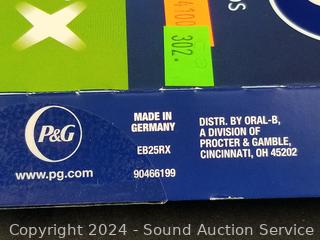 X
4100
302.
S
P&G
www.pg.com
MADE IN
GERMANY
EB25RX
90466199
DISTR. BY ORAL-B,
A DIVISION OF
PROCTER & GAMBLE,
CINCINNATI, OH 45202
Copyright © 2024 - Sound Auction Service